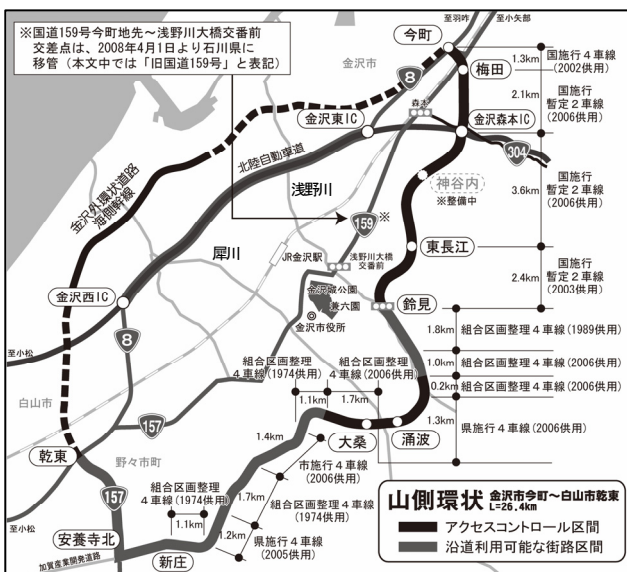 ※国道159号今町地先～浅野川大橋交番前
交差点は、2008年4月1日より石川県に
移管（本文中では「旧国道159号」と表記）
至羽咋
至小矢部
今町
金沢市
8
梅田
1.3km
国施行４車線
(2002供用)
2.1km
国施行
暫定２車線
(2006供用)
森本
金沢東IC
金沢森本IC
304
北陸自動車道
金沢外環状道路
海側幹線
浅野川
神谷内
※整備中
3.6km
国施行
暫定２車線
(2006供用)
159
※
犀川
JR金沢駅
浅野川大橋
交番前
東長江
2.4km
国施行
暫定２車線
(2003供用)
金沢西IC
金沢城公園
兼六園
金沢市役所
鈴見
8
至小松
1.8km
組合区画整理４車線(1989供用)
組合区画整理
４車線(1974供用)
組合区画整理
４車線(2006供用)
1.0km
組合区画整理４車線(2006供用)
0.2km
組合区画整理４車線(2006供用)
白山市
157
1.1km
1.7km
1.3km
県施行４車線(2006供用)
乾東
野々市町
1.4km
大桑
涌波
157
組合区画整理
４車線(1974供用)
1.7km
市施行４車線
(2006供用)
1.1km
組合区画整理４車線
(1974供用)
至小松
安養寺北
1.2km
県施行４車線
(2005供用)
加賀産業開発道路
新庄
山側環状 金沢市今町～白山市乾東
L=26.4km
アクセスコントロール区間
沿道利用可能な街路区間